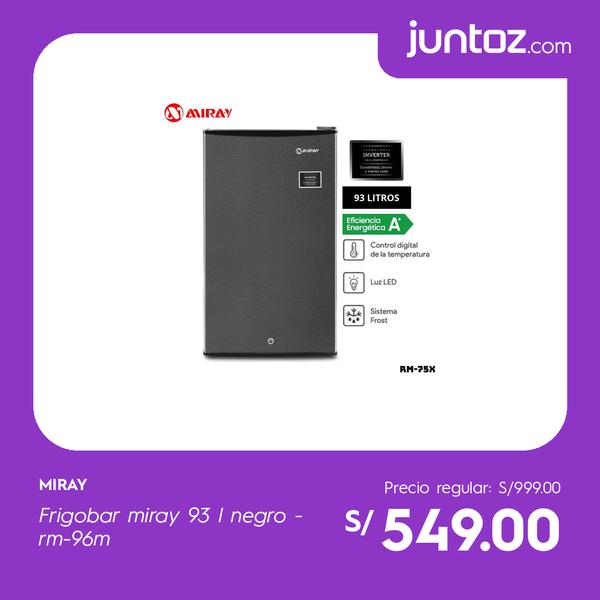 juntoz.com
MIRAY
MIRAY
INVERTER
93 LITROS
Eficiencia
Energética A+
Control digital
de la temperatura
Luz LED
Sistema
Frost
RM-75X
MIRAY
Precio regular: S/999.00
Frigobar miray 93 l negro -
rm-96m
S/ 549.00